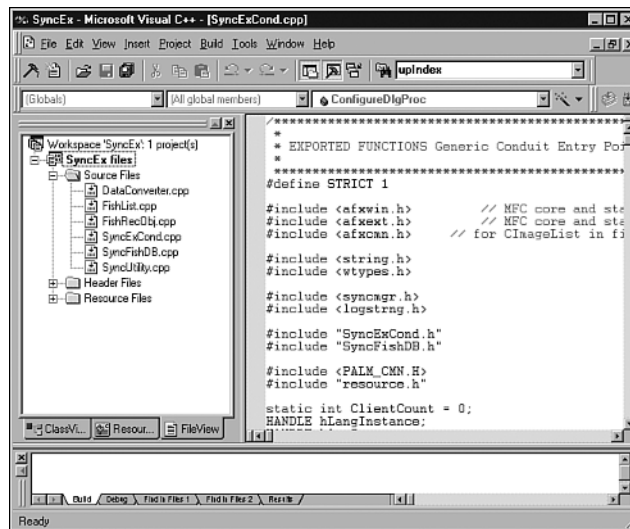 SyncEx - Microsoft Visual C++ - [SyncExCond.cpp]
File Edit View Insert Project Build Tools Window Help
upIndex
(Globals) (All global members) ConfigureDlgProc
Workspace 'SyncEx': 1 project(s)
SyncEx files
Source Files
DataConverter.cpp
FishList.cpp
FishRecObj.cpp
SyncExCond.cpp
SyncFishDB.cpp
SyncUtility.cpp
Header Files
Resource Files
ClassVi... Resour... FileView
/******************************************
*
* EXPORTED FUNCTIONS Generic Conduit Entry Poi
*
******************************************
#define STRICT 1
#include <afxwin.h> // MFC core and sta
#include <afxext.h> // MFC core and sta
#include <afxcmn.h> // for CImageList in fi
#include <string.h>
#include <wtypes.h>
#include <syncmgr.h>
#include <logstrng.h>
#include "SyncExCond.h"
#include "SyncFishDB.h"
#include <PALM_CMN.H>
#include "resource.h"
static int ClientCount = 0;
HANDLE hLangInstance;
Build Debug Find in Files 1 Find in Files 2 Results
Ready